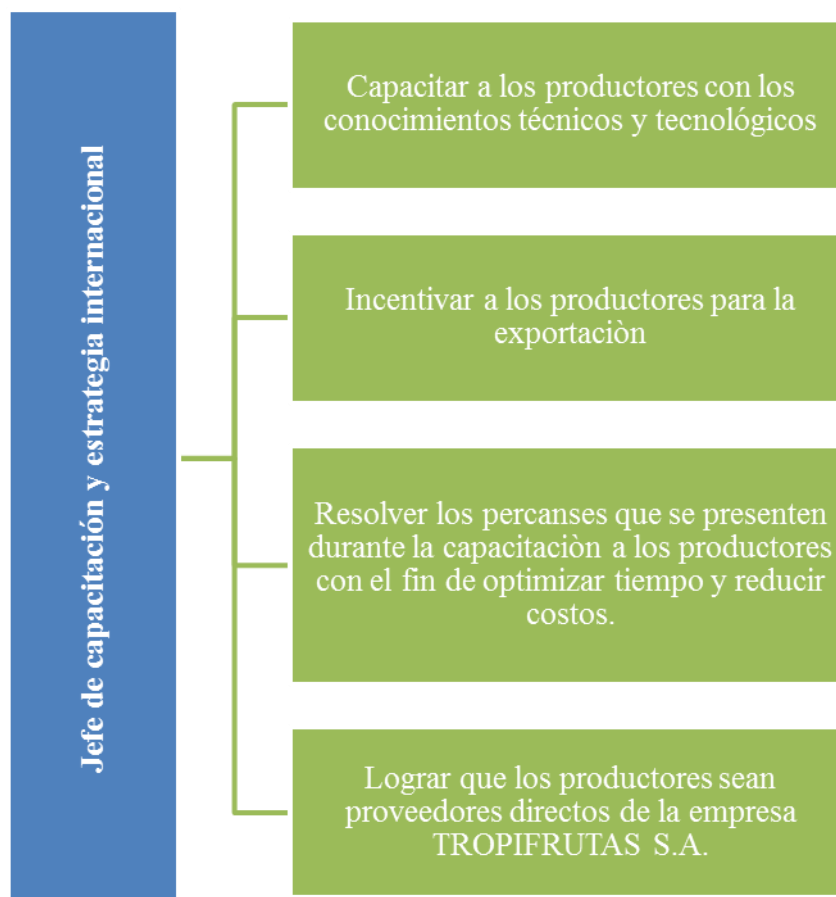 Jefe de capacitación y estrategia internacional
Capacitar a los productores con los
conocimientos técnicos y tecnológicos
Incentivar a los productores para la
exportaciòn
Resolver los percanses que se presenten
durante la capacitaciòn a los productores
con el fin de optimizar tiempo y reducir
costos.
Lograr que los productores sean
proveedores directos de la empresa
TROPIFRUTAS S.A.